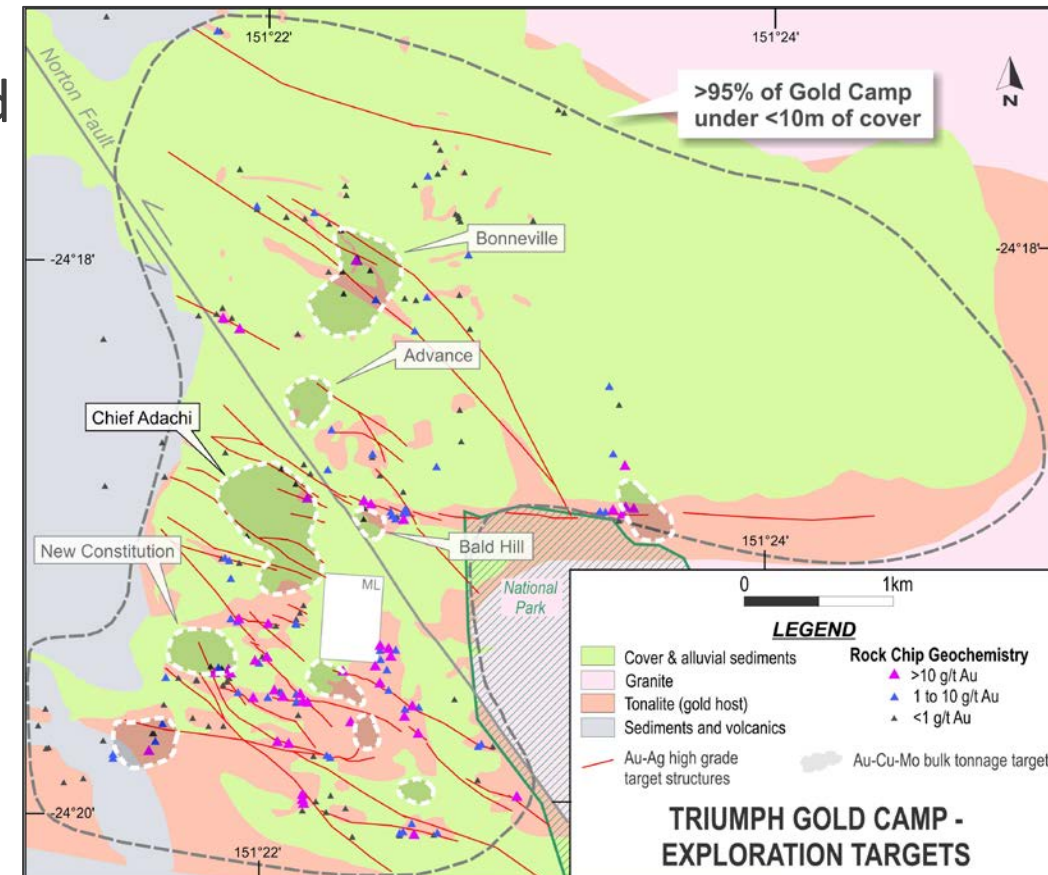 d
151°22'
151°24'
Norton Fault
>95% of Gold Camp
under <10m of cover
N
Bonneville
-24°18'
-24°18'
Advance
Chief Adachi
New Constitution
Bald Hill
151°24'
ML
National
Park
0 1km
LEGEND
Cover & alluvial sediments
Granite
Tonalite (gold host)
Sediments and volcanics
Au-Ag high grade
target structures
Rock Chip Geochemistry
>10 g/t Au
1 to 10 g/t Au
<1 g/t Au
Au-Cu-Mo bulk tonnage target
-24°20'
151°22'
TRIUMPH GOLD CAMP -
EXPLORATION TARGETS